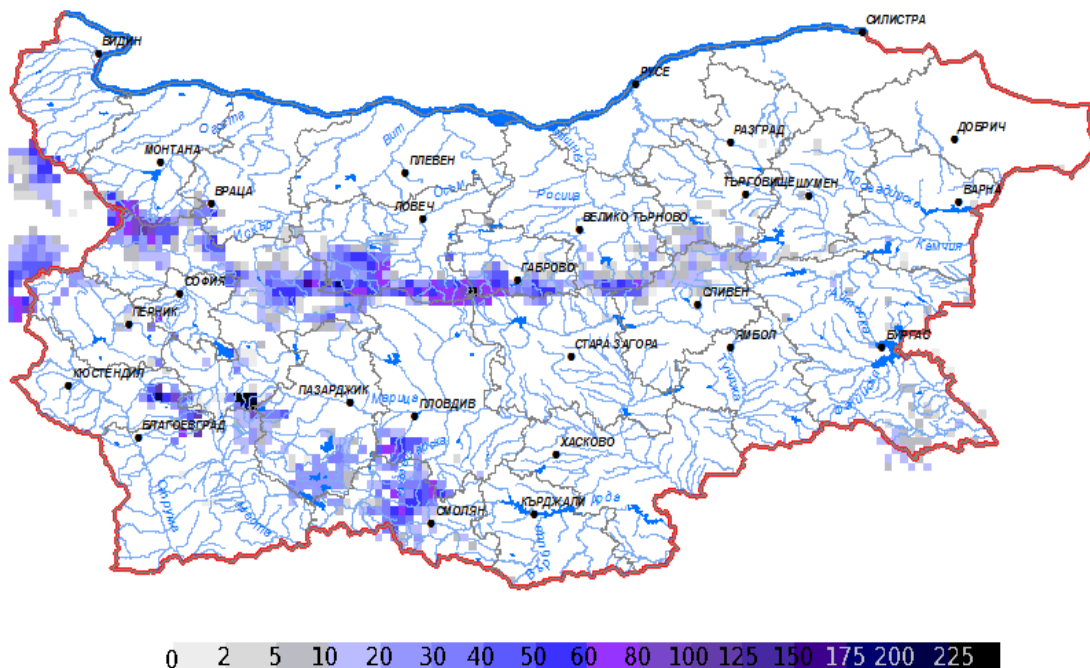 СИЛИСТРА
ВИДИН
РУСЕ
ДОБРИЧ
РАЗГРАД
Огоста
Вит
МОНТАНА
ПЛЕВЕН
ТЪРГОВИЩЕ
ШУМЕН
ВРАЦА
Осъм
Росица
ВАРНА
ЛОВЕЧ
ВЕЛИКО ТЪРНОВО
Искър
Камчия
ГАБРОВО
СОФИЯ
СЛИВЕН
ПЕРНИК
ЯМБОЛ
БУРГАС
СТАРА ЗАГОРА
Тунджа
КЮСТЕНДИЛ
ПАЗАРДЖИК
Марица
ПЛОВДИВ
БЛАГОЕВГРАД
ХАСКОВО
Струма
Места
СМОЛЯН
КЪРДЖАЛИ
Върбица
0 2 5 10 20 30 40 50 60 80 100 125 150 175 200 225